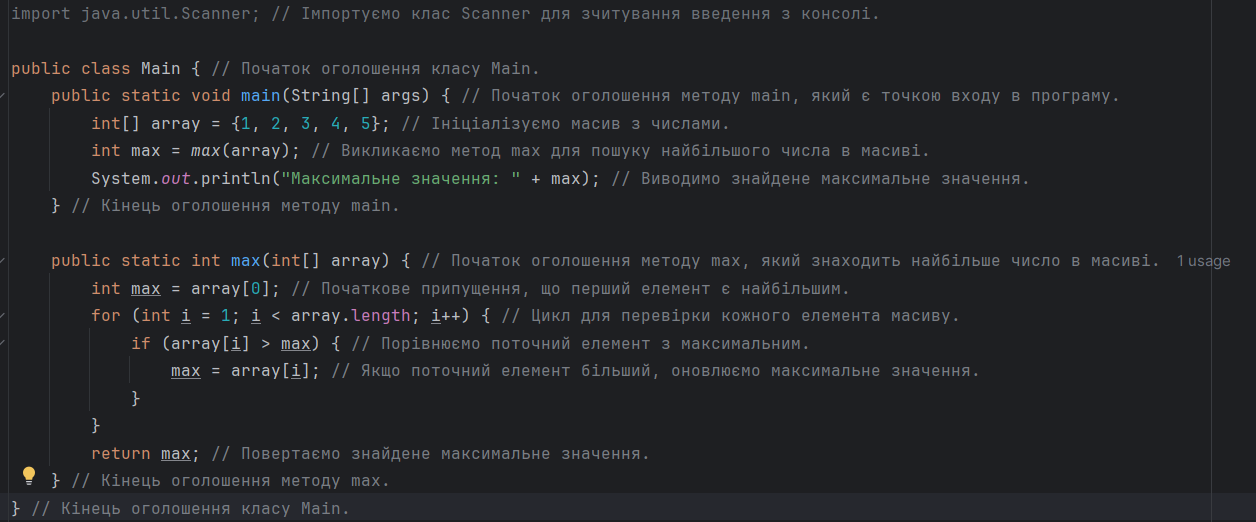 import java.util.Scanner; // Імпортуємо клас Scanner для зчитування введення з консолі.
public class Main { // Початок оголошення класу Main.
public static void main(String[] args) { // Початок оголошення методу main, який є точкою входу в програму.
int[] array = {1, 2, 3, 4, 5}; // Ініціалізуємо масив з числами.
int max = max(array); // Викликаємо метод max для пошуку найбільшого числа в масиві.
System.out.println("Максимальне значення: " + max); // Виводимо знайдене максимальне значення.
} // Кінець оголошення методу main.
public static int max(int[] array) { // Початок оголошення методу max, який знаходить найбільше число в масиві. 1 usage
int max = array[0]; // Початкове припущення, що перший елемент є найбільшим.
for (int i = 1; i < array.length; i++) { // Цикл для перевірки кожного елемента масиву.
if (array[i] > max) { // Порівнюємо поточний елемент з максимальним.
max = array[i]; // Якщо поточний елемент більший, оновлюємо максимальне значення.
}
}
return max; // Повертаємо знайдене максимальне значення.
} // Кінець оголошення методу max.
} // Кінець оголошення класу Main.